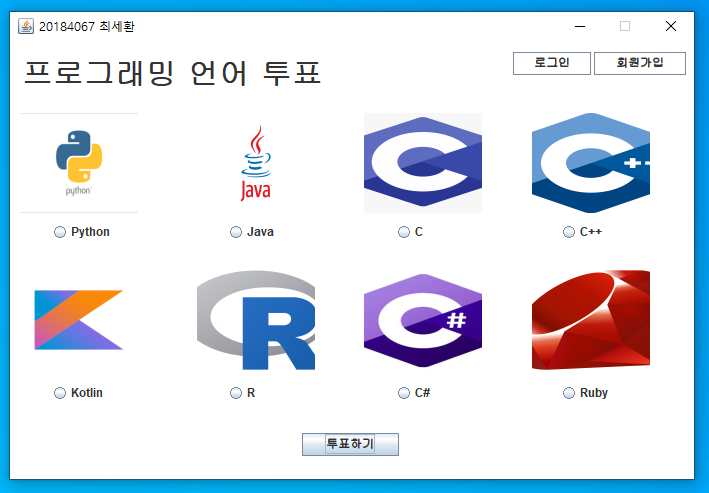 20184067 최세환
프로그래밍 언어 투표
로그인
회원가입
python
Java
C
C++
Python
Java
C
C++
R
C#
Kotlin
R
C#
Ruby
투표하기